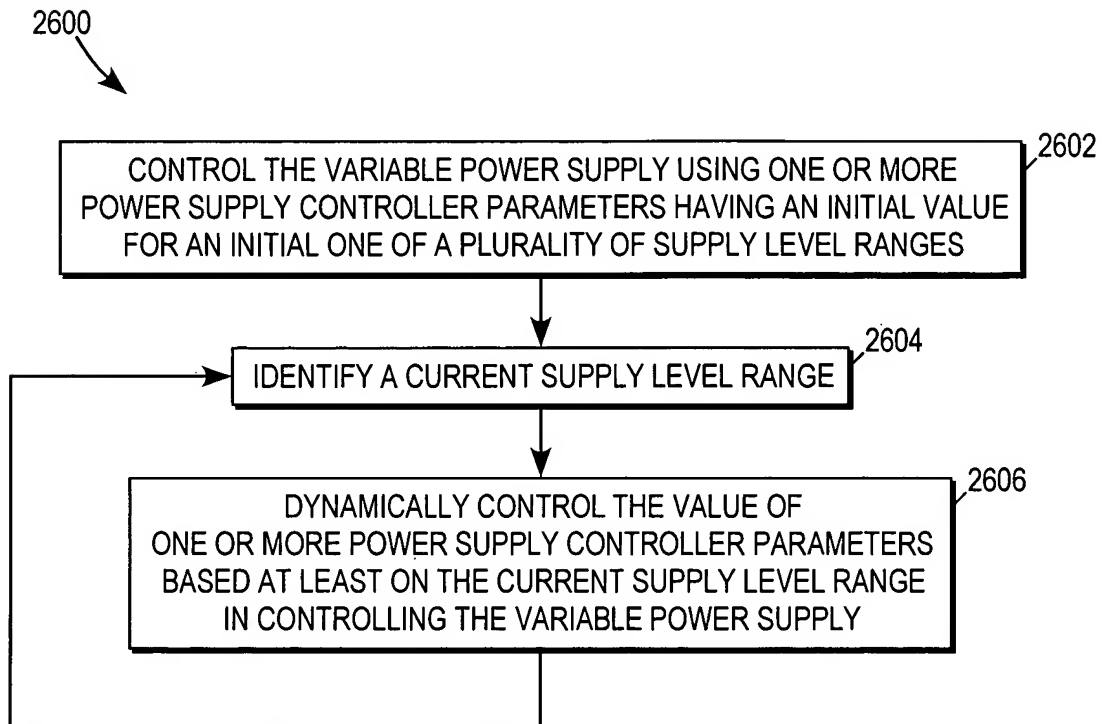 2600
2602
CONTROL THE VARIABLE POWER SUPPLY USING ONE OR MORE
POWER SUPPLY CONTROLLER PARAMETERS HAVING AN INITIAL VALUE
FOR AN INITIAL ONE OF A PLURALITY OF SUPPLY LEVEL RANGES
2604
IDENTIFY A CURRENT SUPPLY LEVEL RANGE
2606
DYNAMICALLY CONTROL THE VALUE OF
ONE OR MORE POWER SUPPLY CONTROLLER PARAMETERS
BASED AT LEAST ON THE CURRENT SUPPLY LEVEL RANGE
IN CONTROLLING THE VARIABLE POWER SUPPLY